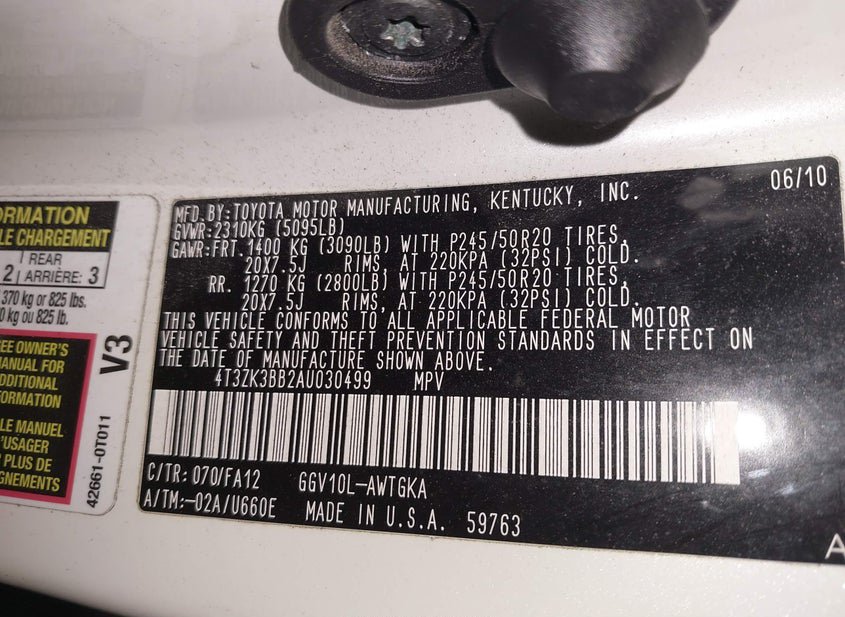 ORMATION
LE CHARGEMENT
REAR
2 ARRIÈRE: 3
370 kg or 825 lbs.
0 kg ou 825 lb.
EE OWNER'S
ANUAL FOR
DDITIONAL
FORMATION
LE MANUEL
'USAGER
PLUS DE
GNEMENTS
V3
42661-0T011
06/10
MFD.BY:TOYOTA MOTOR MANUFACTURING, KENTUCKY, INC.
GVWR:2310KG (5095LB)
GAWR:FRT.1400 KG (3090LB) WITH P245/50R20 TIRES,
20X7.5J RIMS, AT 220KPA (32PSI) COLD.
RR. 1270 KG (2800LB) WITH P245/50R20 TIRES,
20X7.5J RIMS, AT 220KPA (32PSI) COLD.
THIS VEHICLE CONFORMS TO ALL APPLICABLE FEDERAL MOTOR
VEHICLE SAFETY AND THEFT PREVENTION STANDARDS IN EFFECT ON
THE DATE OF MANUFACTURE SHOWN ABOVE.
4T3ZK3BB2AU030499 MPV
C/TR: 070/FA12 GGV10L-AWTGKA
A/TM:-02A/U660E MADE IN U.S.A. 59763
A